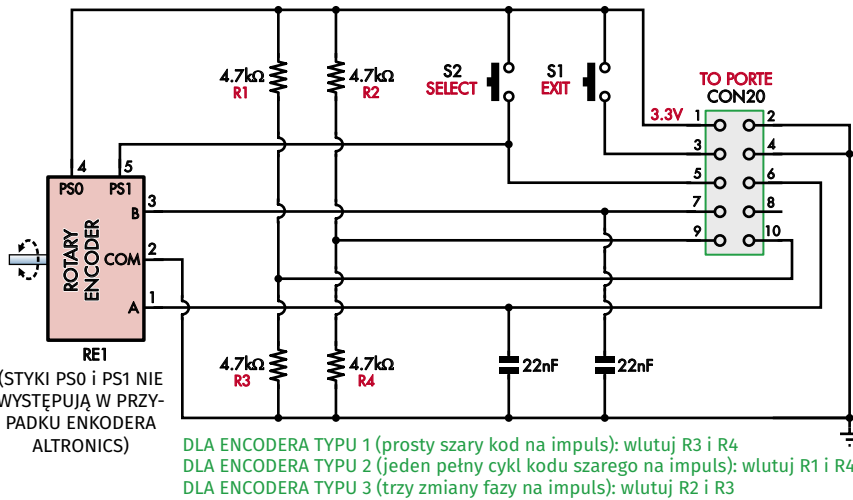 TO PORTE
CON20
4.7kΩ
R1
4.7kΩ
R2
S2
SELECT
S1
EXIT
3.3V
1
2
3
4
5
6
7
8
9
10
4
5
PS0
PS1
3
B
2
COM
1
A
ROTARY
ENCODER
RE1
4.7kΩ
R3
4.7kΩ
R4
22nF
22nF
(STYKI PS0 i PS1 NIE
WYSTĘPUJĄ W PRZY-
PADKU ENKODERA
ALTRONICS)
DLA ENCODERA TYPU 1 (prosty szary kod na impuls): wlutuj R3 i R4
DLA ENCODERA TYPU 2 (jeden pełny cykl kodu szarego na impuls): wlutuj R1 i R4
DLA ENCODERA TYPU 3 (trzy zmiany fazy na impuls): wlutuj R2 i R3